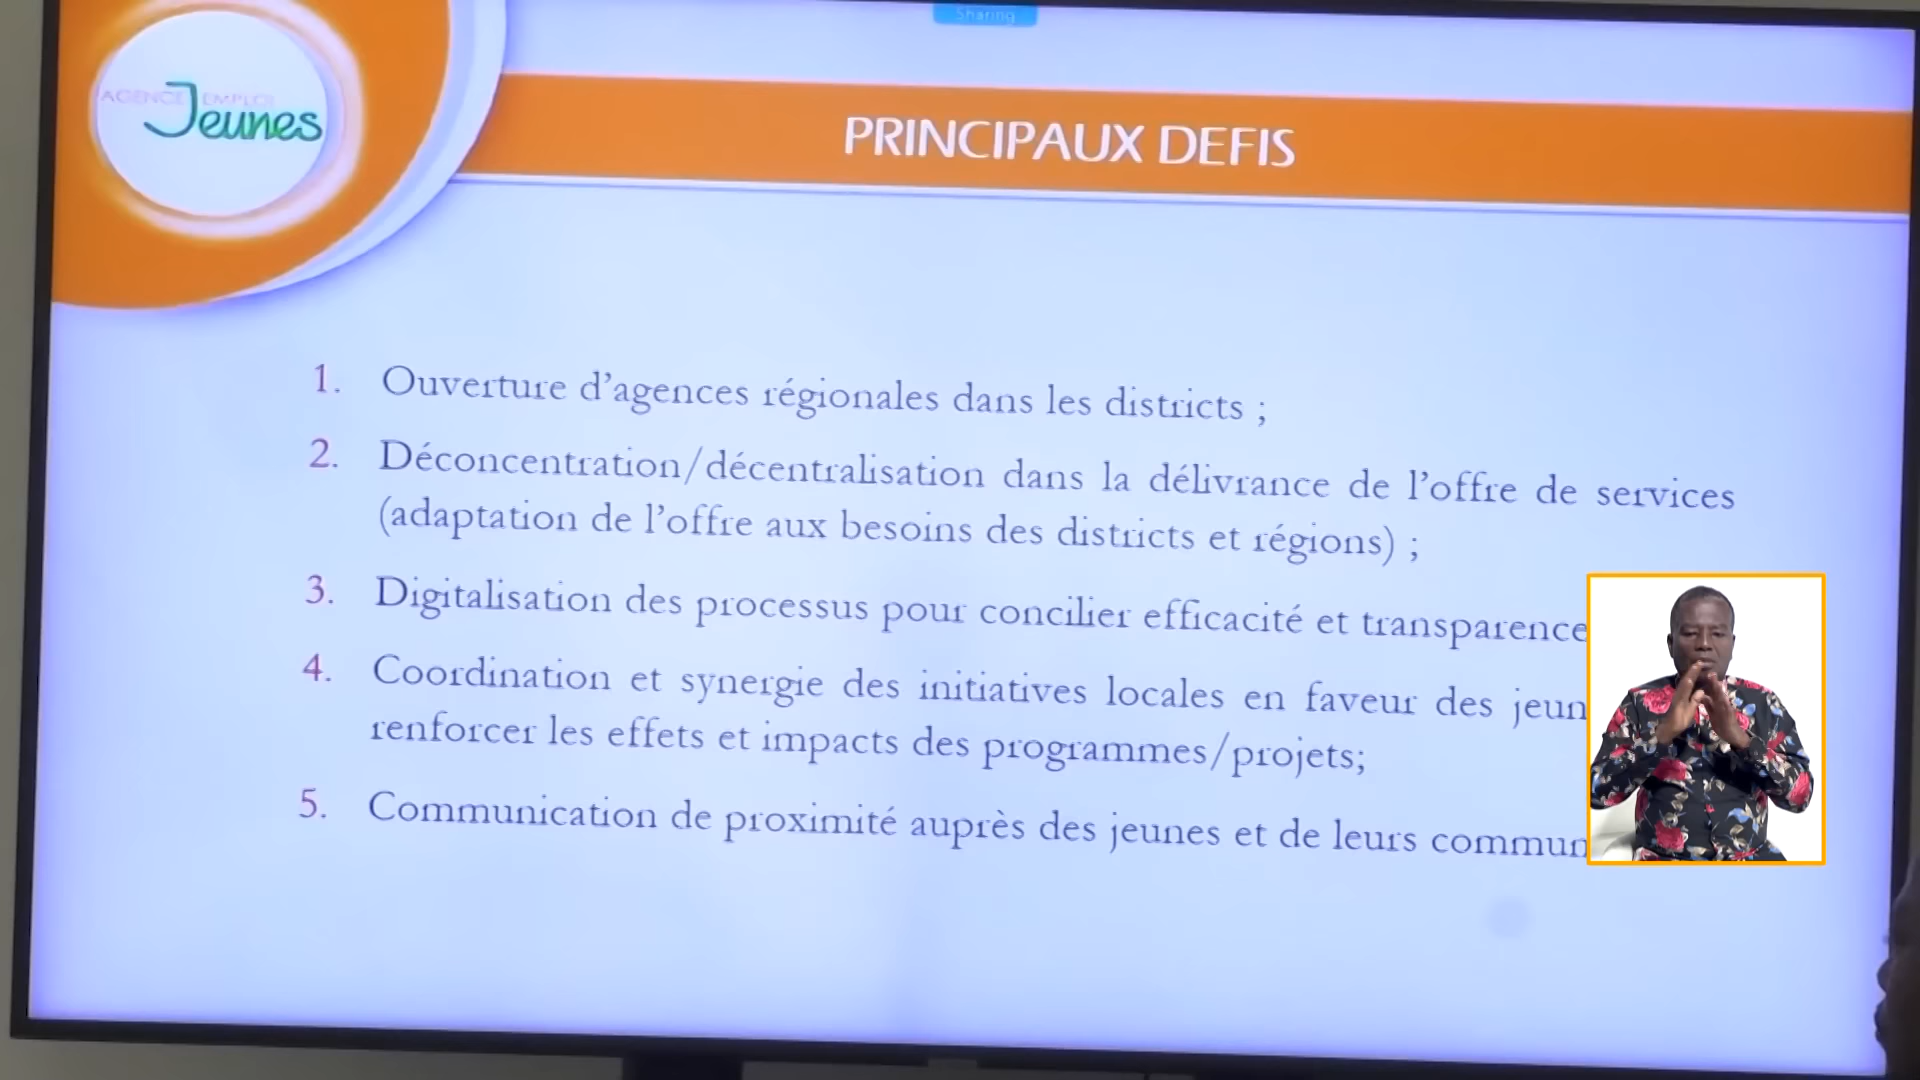 Sharing
AGENCE EMPLOI
Jeunes
PRINCIPAUX DEFIS
1. Ouverture d'agences régionales dans les districts ;
2. Déconcentration/décentralisation dans la délivrance de l'offre de services
(adaptation de l'offre aux besoins des districts et régions) ;
3. Digitalisation des processus pour concilier efficacité et transparence
4. Coordination et synergie des initiatives locales en faveur des jeun
renforcer les effets et impacts des programmes/projets;
5. Communication de proximité auprès des jeunes et de leurs commun